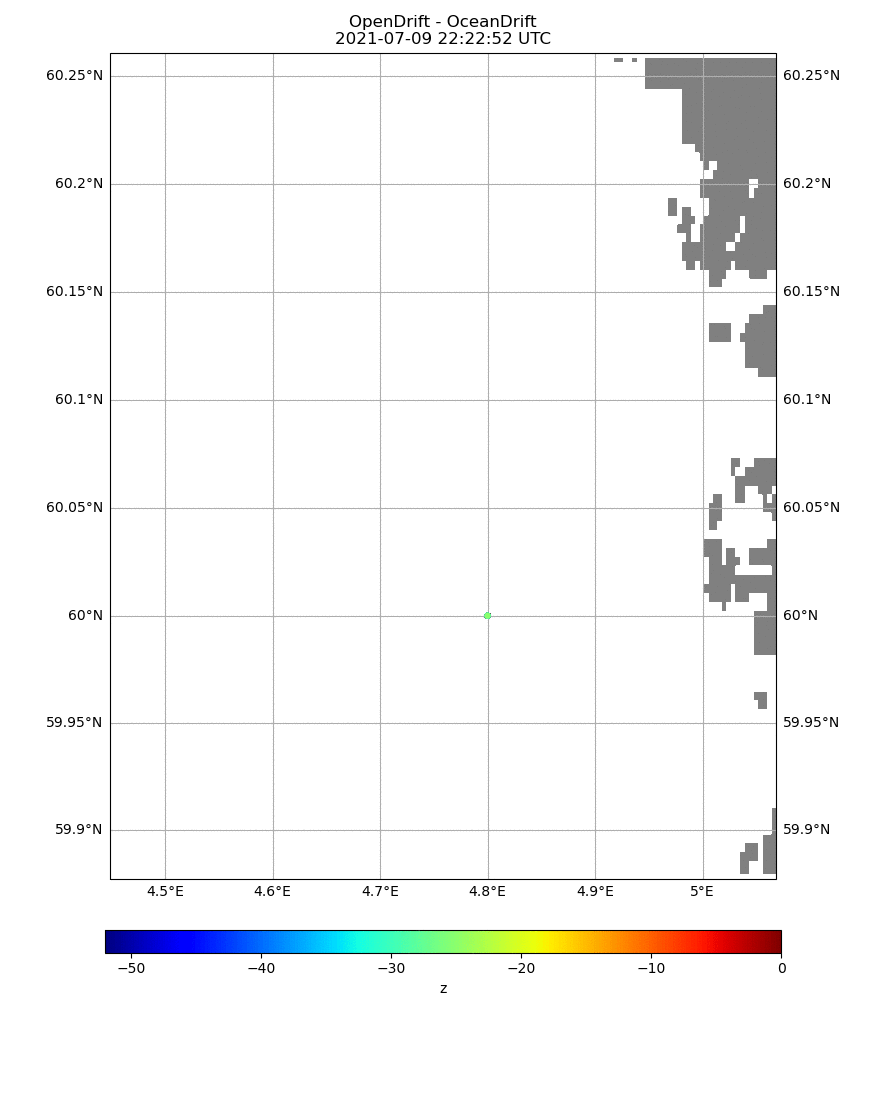 OpenDrift - OceanDrift
2021-07-09 22:22:52 UTC
60.25°N 60.25°N
60.2°N 60.2°N
60.15°N 60.15°N
60.1°N 60.1°N
60.05°N 60.05°N
60°N 60°N
59.95°N 59.95°N
59.9°N 59.9°N
4.5°E 4.6°E 4.7°E 4.8°E 4.9°E 5°E
−50 −40 −30 −20 −10 0
z